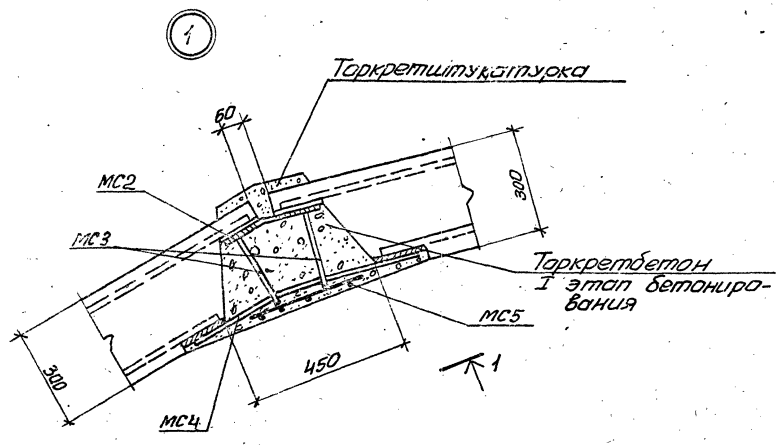 1
Торкретштукатурка
60
МС2
300
МС3
Торкретбетон
I этап бетониро-
вания
МС5
450
1
300
МС4